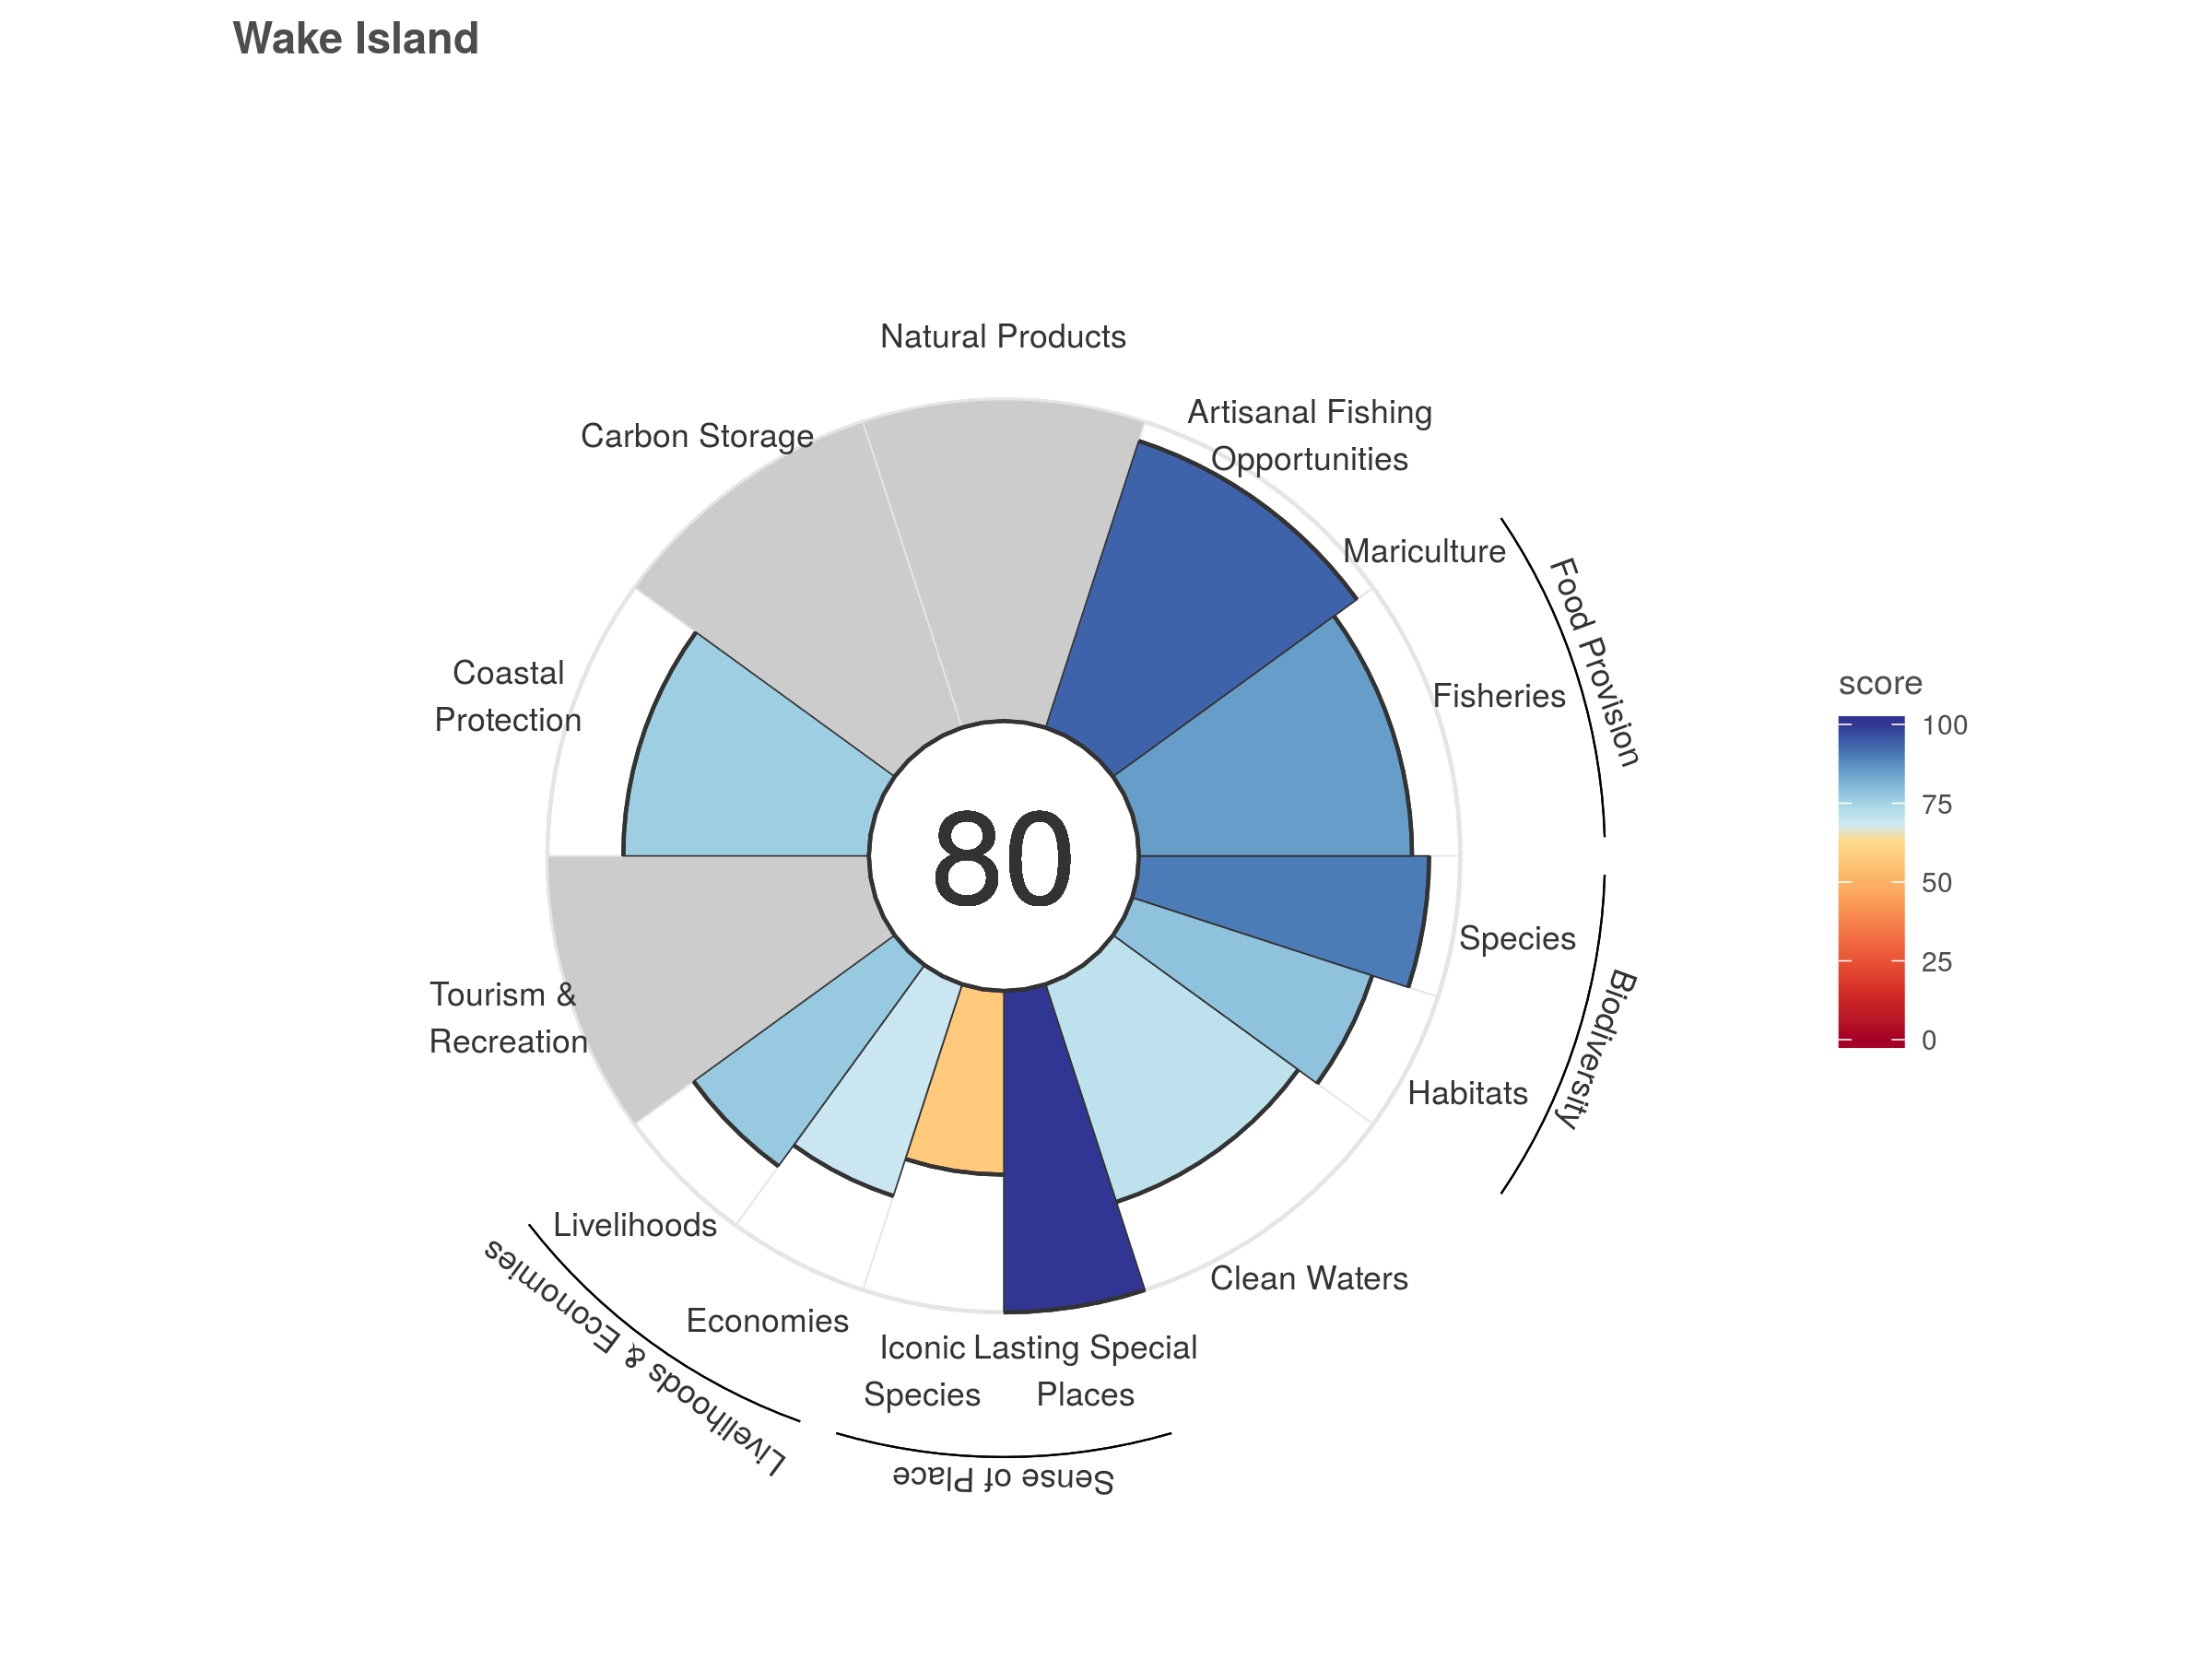 Wake Island
Natural Products
Artisanal Fishing
Opportunities
Carbon Storage
Mariculture
Food Provision
Fisheries
Coastal
Protection
score
100
75
50
25
0
80
Species
Biodiversity
Tourism &
Recreation
Habitats
Livelihoods
Clean Waters
Economies
Livelihoods & Economies
Iconic
Species
Lasting Special
Places
Sense of Place